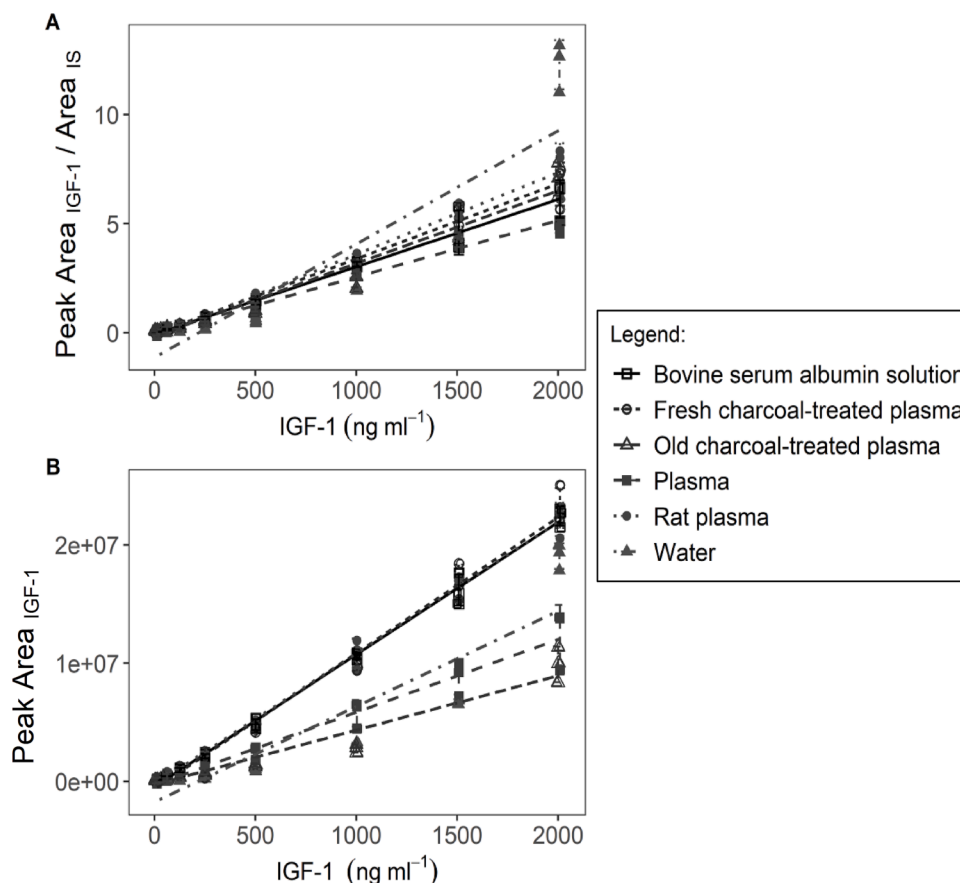 A
Peak Area IGF-1 / Area IS
10
5
0
0 500 1000 1500 2000
IGF-1 (ng ml⁻¹)
B
Peak Area IGF-1
2e+07
1e+07
0e+00
0 500 1000 1500 2000
IGF-1 (ng ml⁻¹)
Legend:
Bovine serum albumin solution
Fresh charcoal-treated plasma
Old charcoal-treated plasma
Plasma
Rat plasma
Water